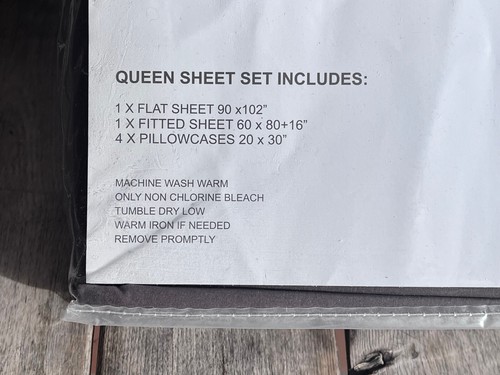 QUEEN SHEET SET INCLUDES:
1 X FLAT SHEET 90 x102”
1 X FITTED SHEET 60 x 80+16”
4 X PILLOWCASES 20 x 30”
MACHINE WASH WARM
ONLY NON CHLORINE BLEACH
TUMBLE DRY LOW
WARM IRON IF NEEDED
REMOVE PROMPTLY